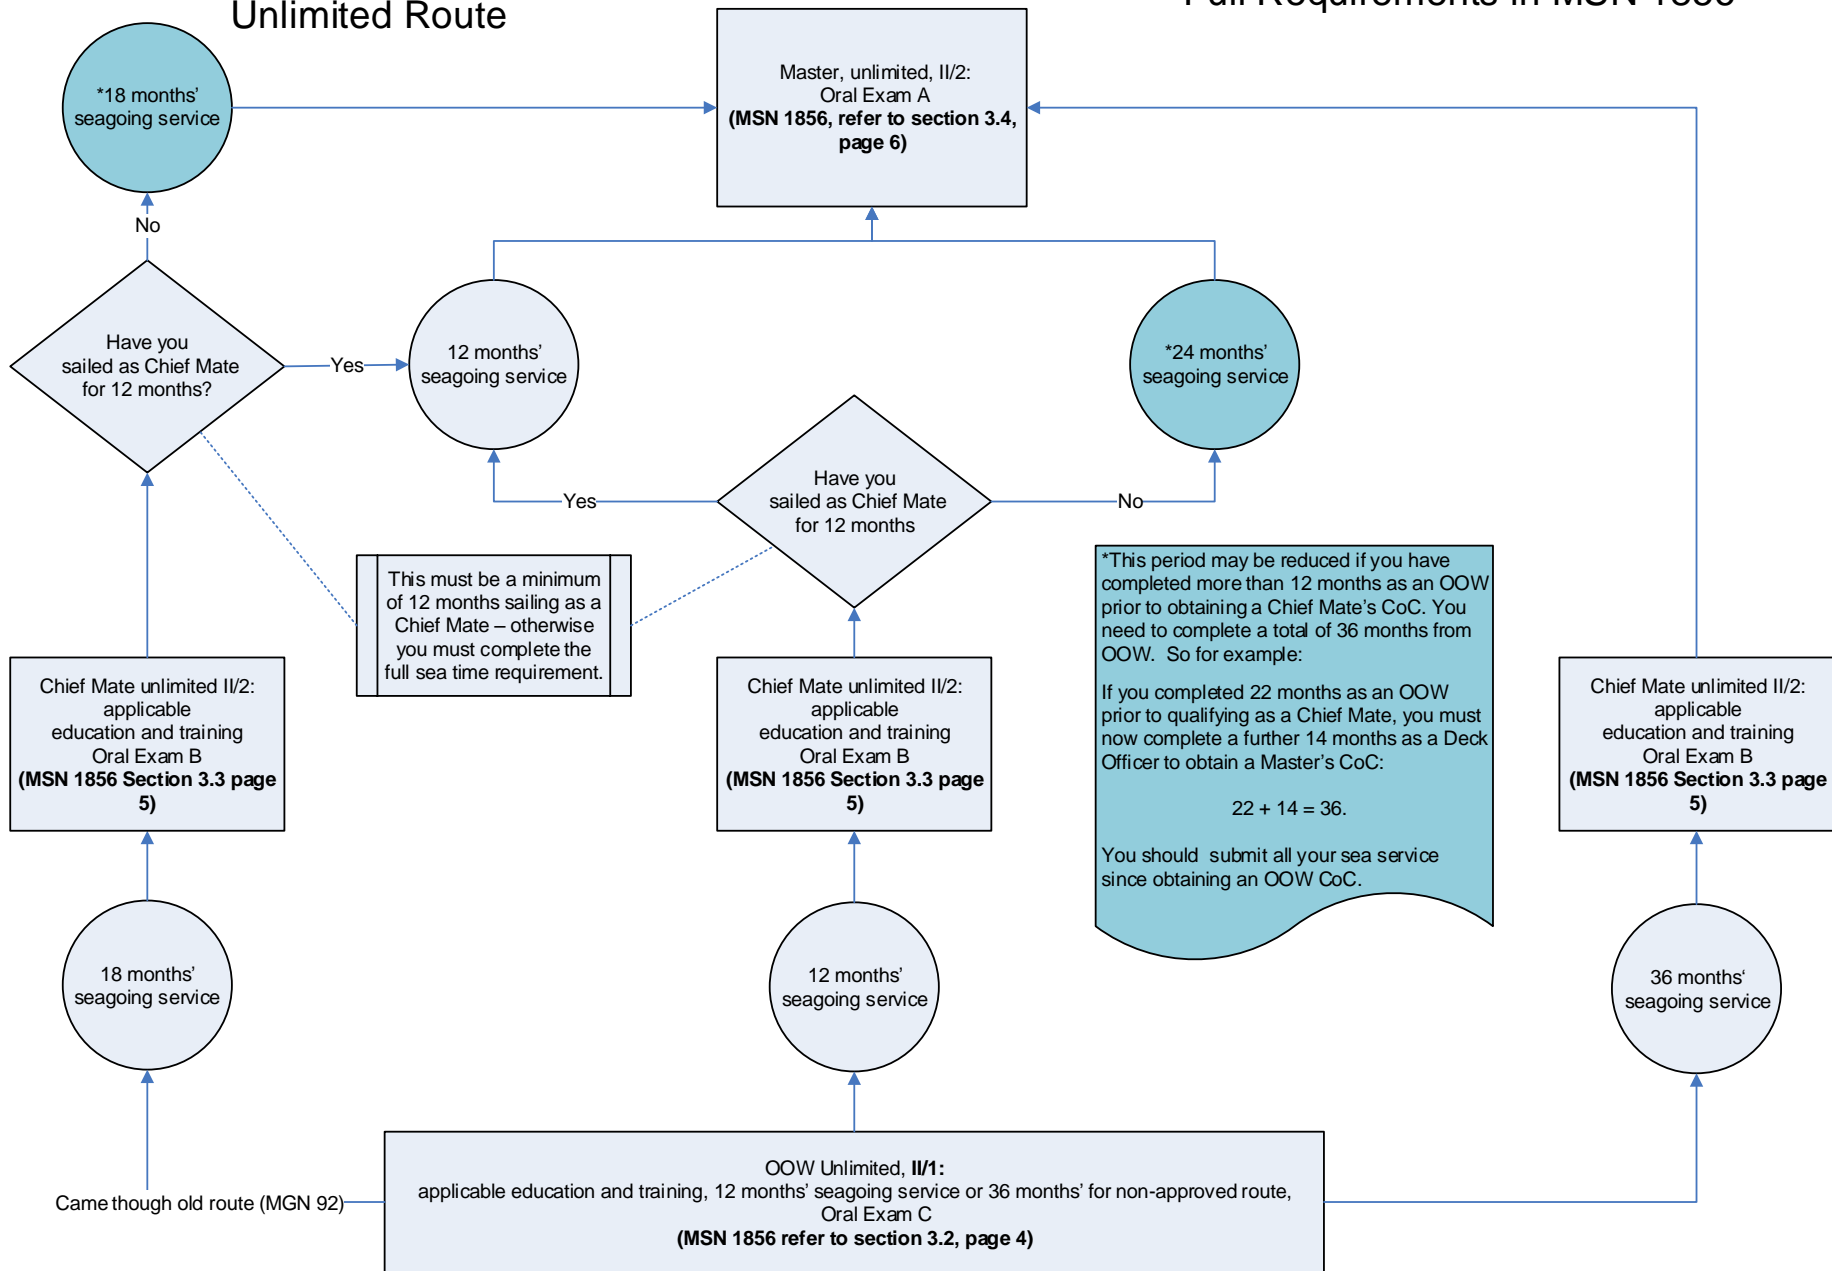 Unlimited Route
Full Requirements in MSN 1856
*18 months'
seagoing service
Master, unlimited, II/2:
Oral Exam A
(MSN 1856, refer to section 3.4,
page 6)
No
Have you
sailed as Chief Mate
for 12 months?
Yes
12 months'
seagoing service
*24 months'
seagoing service
Yes
Have you
sailed as Chief Mate
for 12 months
No
This must be a minimum
of 12 months sailing as a
Chief Mate – otherwise
you must complete the
full sea time requirement.
*This period may be reduced if you have
completed more than 12 months as an OOW
prior to obtaining a Chief Mate's CoC. You
need to complete a total of 36 months from
OOW.  So for example:
If you completed 22 months as an OOW
prior to qualifying as a Chief Mate, you must
now complete a further 14 months as a Deck
Officer to obtain a Master's CoC:
22 + 14 = 36.
You should  submit all your sea service
since obtaining an OOW CoC.
Chief Mate unlimited II/2:
applicable
education and training
Oral Exam B
(MSN 1856 Section 3.3 page
5)
Chief Mate unlimited II/2:
applicable
education and training
Oral Exam B
(MSN 1856 Section 3.3 page
5)
Chief Mate unlimited II/2:
applicable
education and training
Oral Exam B
(MSN 1856 Section 3.3 page
5)
18 months'
seagoing service
12 months'
seagoing service
36 months'
seagoing service
Came though old route (MGN 92)
OOW Unlimited, II/1:
applicable education and training, 12 months' seagoing service or 36 months' for non-approved route,
Oral Exam C
(MSN 1856 refer to section 3.2, page 4)